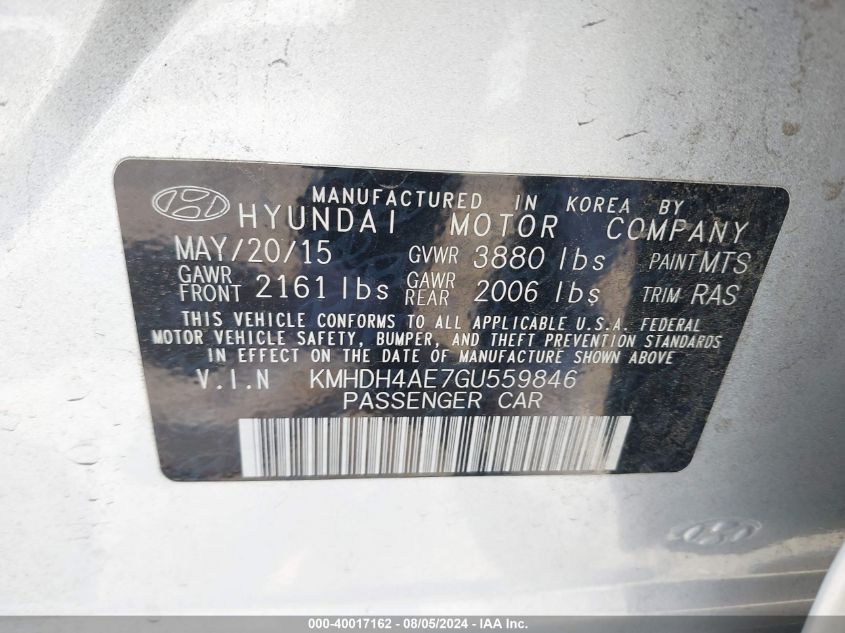 MANUFACTURED IN KOREA BY
HYUNDAI MOTOR COMPANY
MAY/20/15 GVWR 3880 lbs PAINT MTS
GAWR FRONT 2161 lbs GAWR REAR 2006 lbs TRIM RAS
THIS VEHICLE CONFORMS TO ALL APPLICABLE U.S.A. FEDERAL
MOTOR VEHICLE SAFETY, BUMPER, AND THEFT PREVENTION STANDARDS
IN EFFECT ON THE DATE OF MANUFACTURE SHOWN ABOVE
V.I.N KMHDH4AE7GU559846
PASSENGER CAR
000-40017162 - 08/05/2024 - IAA Inc.